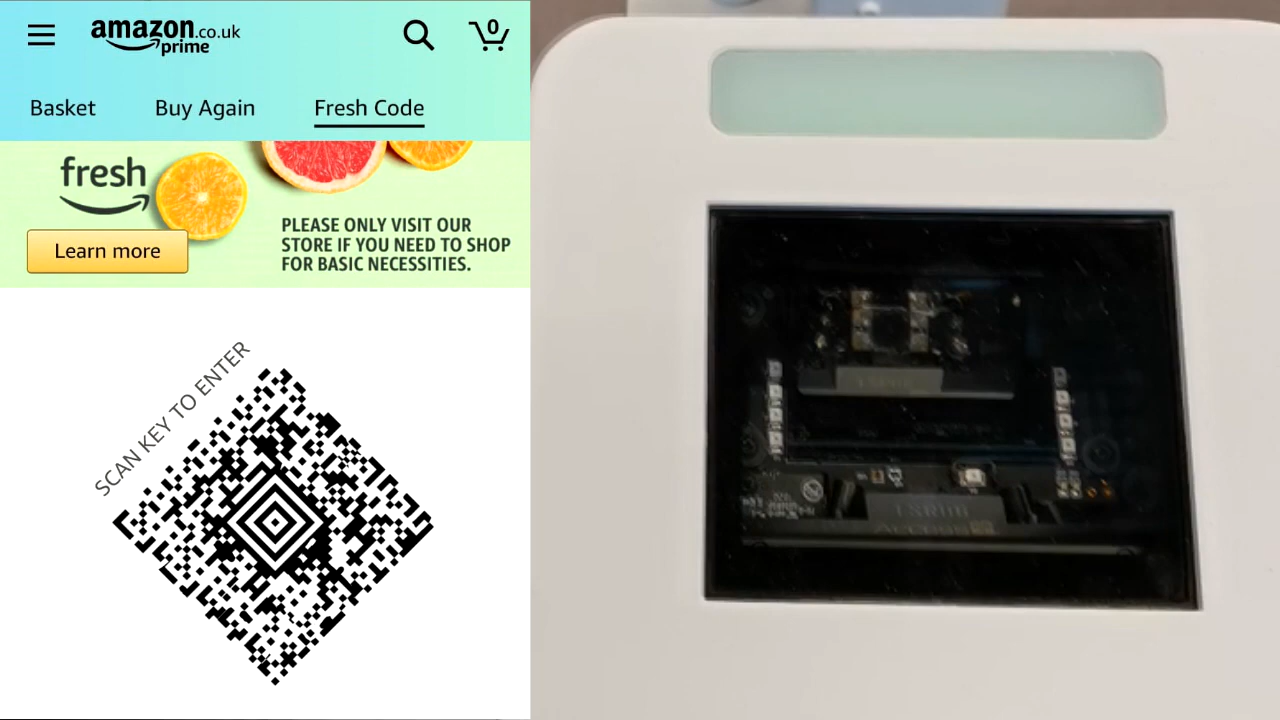 amazon.co.uk
prime
0
Basket
Buy Again
Fresh Code
fresh
Learn more
PLEASE ONLY VISIT OUR
STORE IF YOU NEED TO SHOP
FOR BASIC NECESSITIES.
SCAN KEY TO ENTER